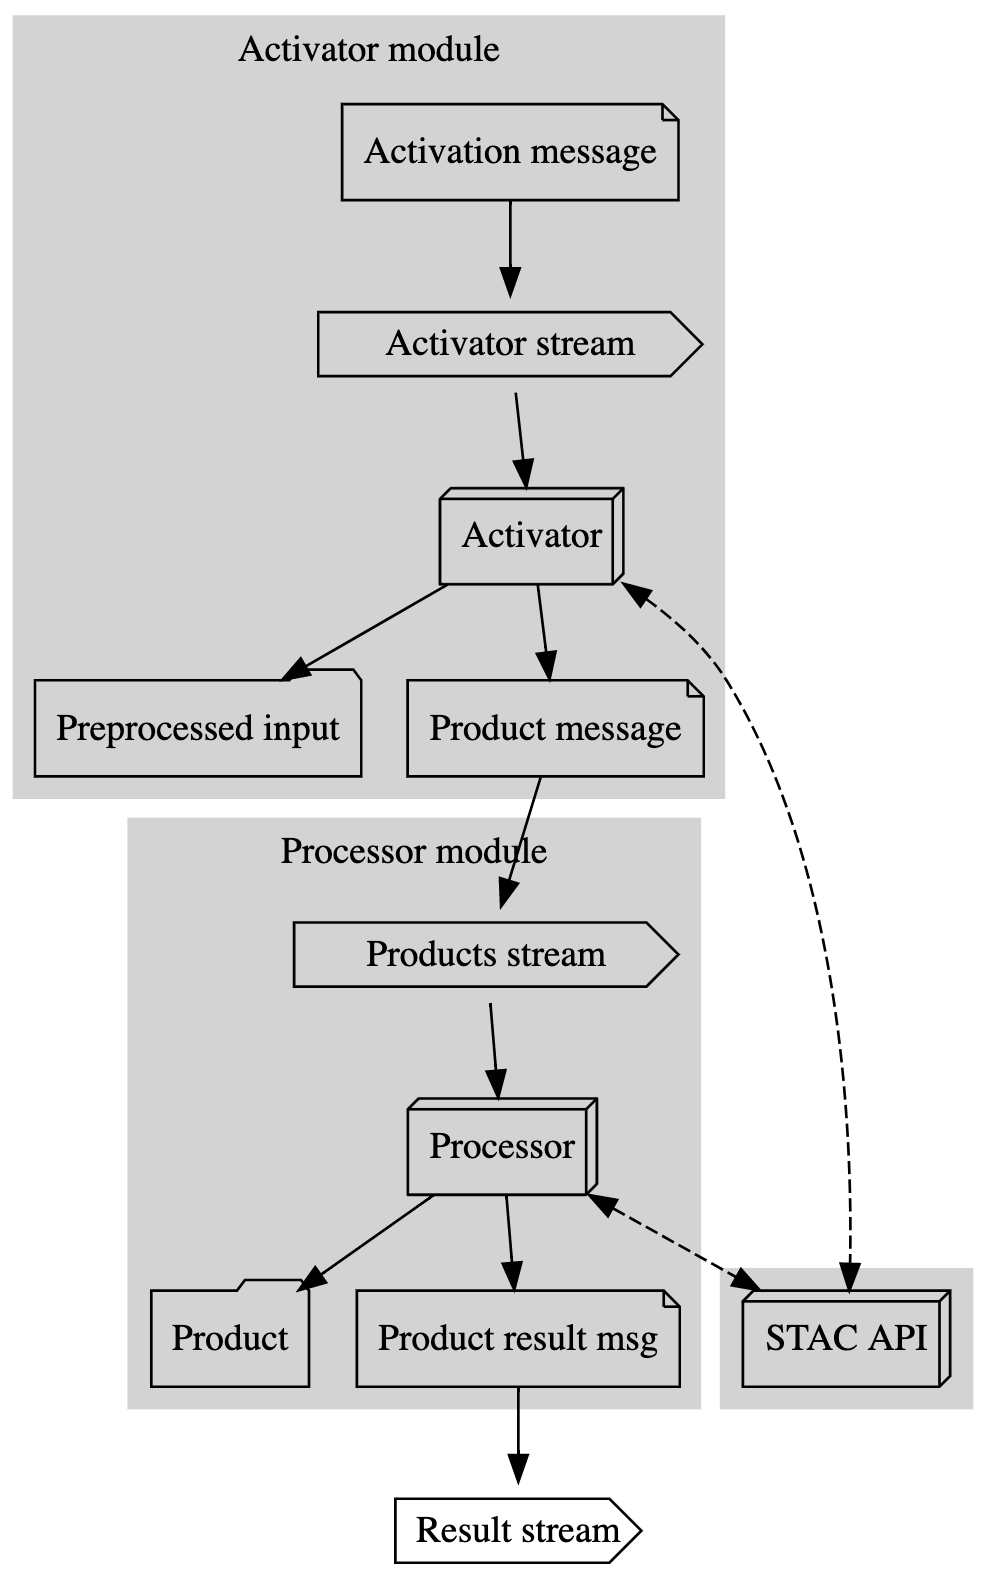 Activator module
Activation message
Activator stream
Activator
Preprocessed input
Product message
Processor module
Products stream
Processor
Product
Product result msg
STAC API
Result stream